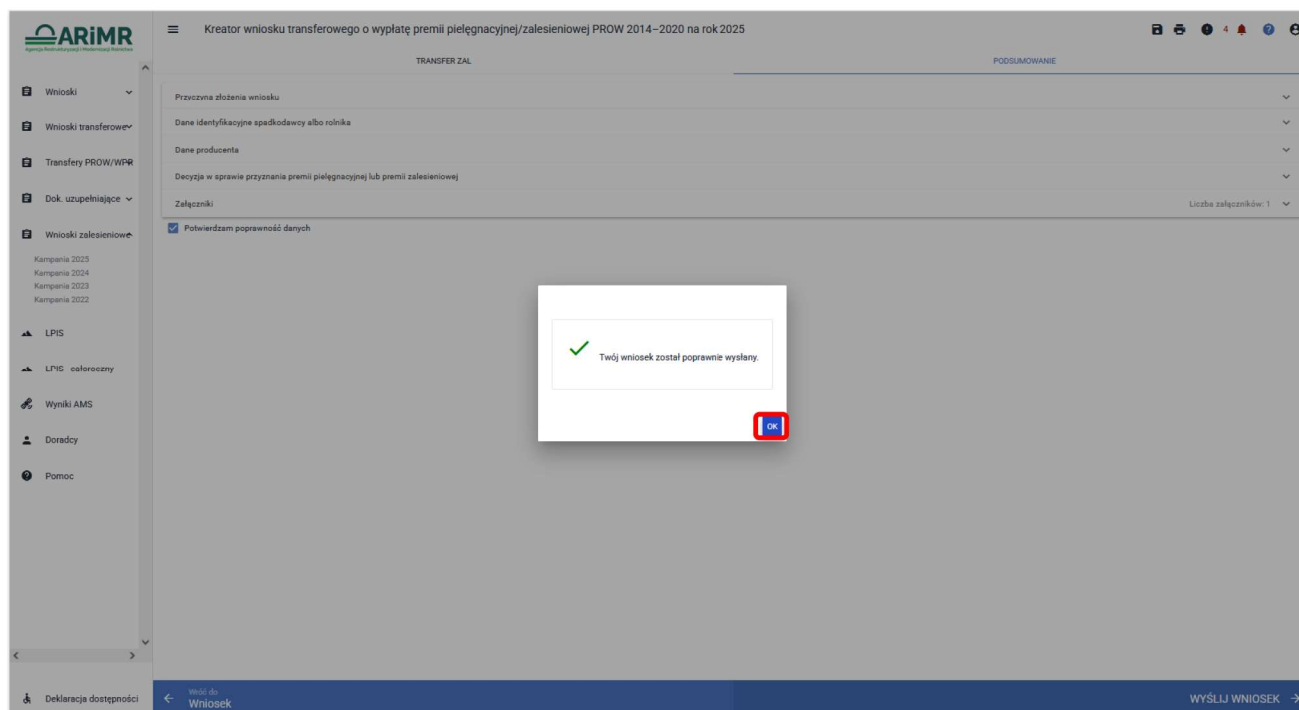 ARiMR
Agencja Restrukturyzacji i Modernizacji Rolnictwa
Kreator wniosku transferowego o wypłatę premii pielęgnacyjnej/zalesieniowej PROW 2014–2020 na rok 2025
4
TRANSFER ZAL
PODSUMOWANIE
Wnioski
Wnioski transferowe
Transfery PROW/WPR
Dok. uzupełniające
Wnioski zalesieniowe
Kampania 2025
Kampania 2024
Kampania 2023
Kampania 2022
LPIS
LPIS całoroczny
Wyniki AMS
Doradcy
Pomoc
Deklaracja dostępności
Przyczyna złożenia wniosku
Dane identyfikacyjne spadkodawcy albo rolnika
Dane producenta
Decyzja w sprawie przyznania premii pielęgnacyjnej lub premii zalesieniowej
Załączniki
Liczba załączników: 1
Potwierdzam poprawność danych
Twój wniosek został poprawnie wysłany.
OK
Wróć do
Wniosek
WYŚLIJ WNIOSEK